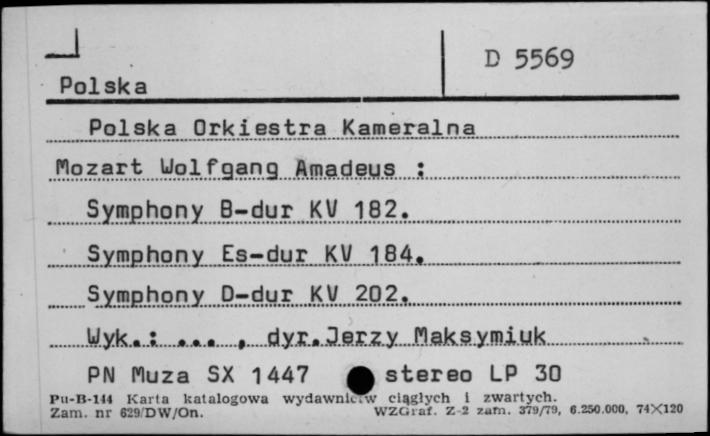 D 5569
Polska
Polska Orkiestra Kameralna
Mozart Wolfgang Amadeus :
Symphony B-dur KV 182.
Symphony Es-dur KV 184.
Symphony D-dur KV 202.
Wyk.: ... , dyr.Jerzy Maksymiuk
PN Muza SX 1447 stereo LP 30
Pu-B-144 Karta katalogowa wydawnictw ciągłych i zwartych.
Zam. nr 629/DW/On. WZGraf. Z-2 zam. 379/79, 6.250.000, 74×120